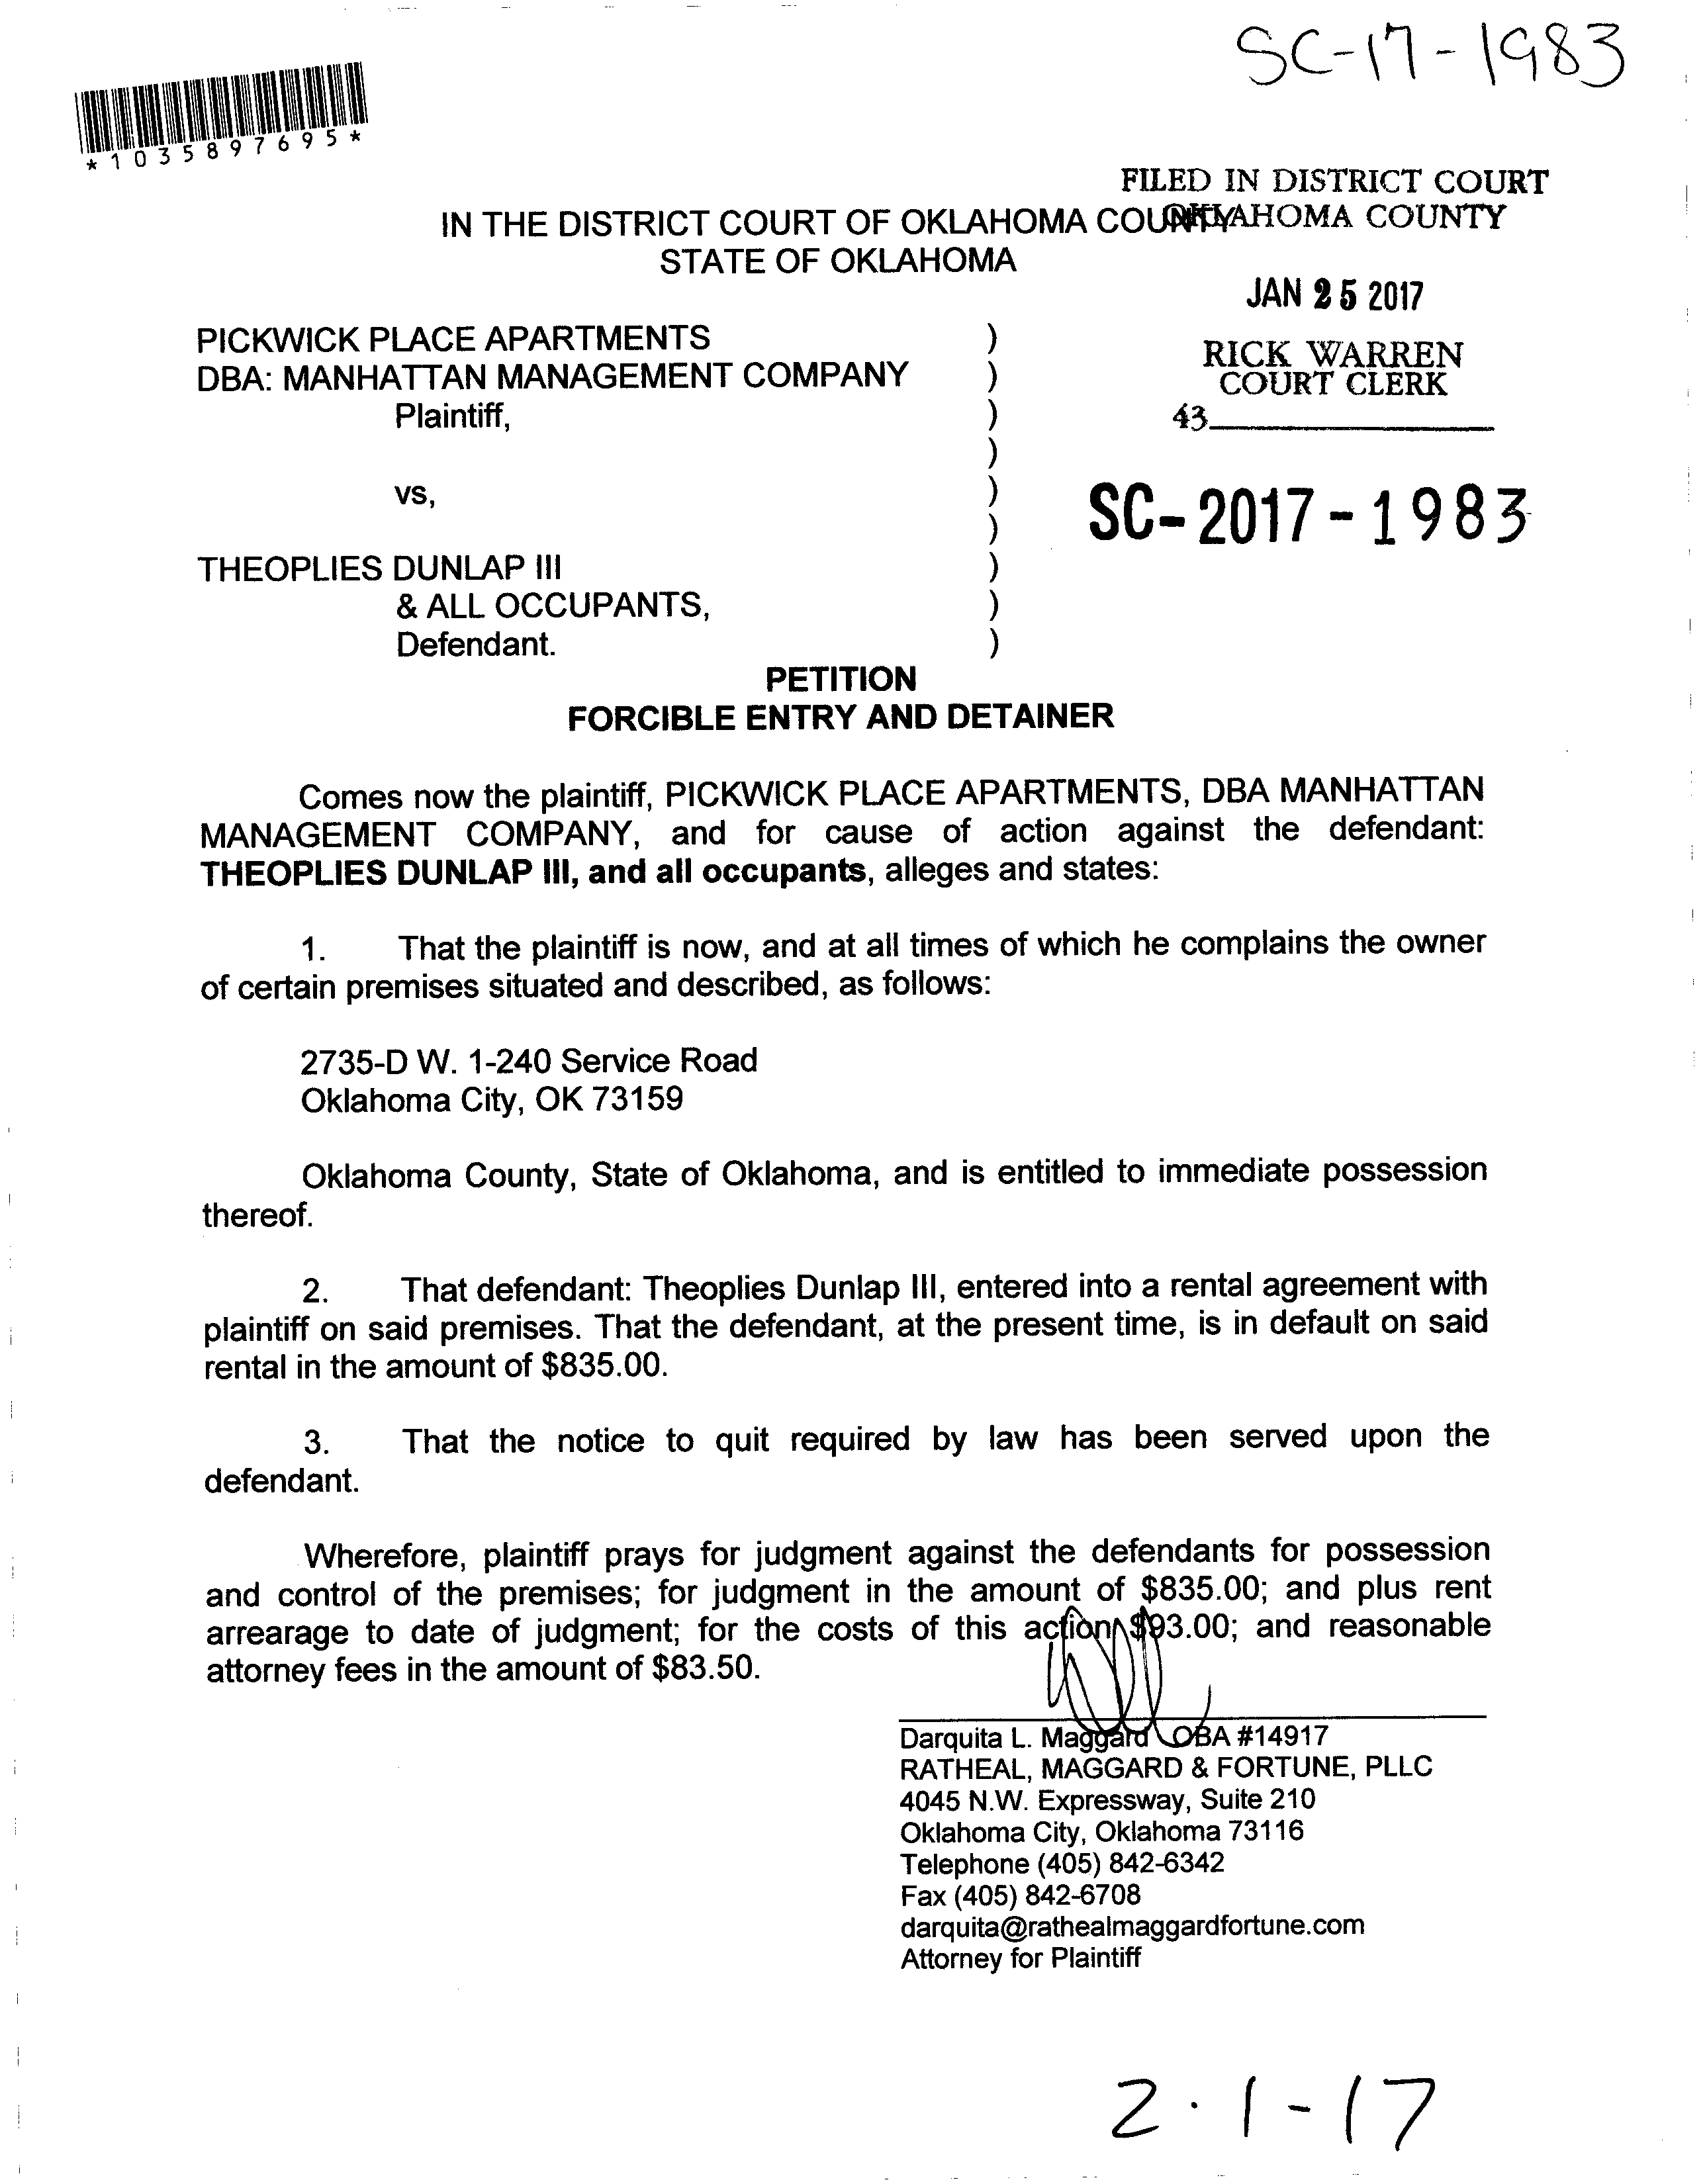 SC-17-1983
*1035897695*
FILED IN DISTRICT COURT
OKLAHOMA COUNTY
IN THE DISTRICT COURT OF OKLAHOMA COUNTY
STATE OF OKLAHOMA
JAN 25 2017
PICKWICK PLACE APARTMENTS )
DBA: MANHATTAN MANAGEMENT COMPANY )
Plaintiff, )
RICK WARREN
COURT CLERK
43
)
vs, )
)
SC-2017-1983
THEOPLIES DUNLAP III )
& ALL OCCUPANTS, )
Defendant. )
PETITION
FORCIBLE ENTRY AND DETAINER
Comes now the plaintiff, PICKWICK PLACE APARTMENTS, DBA MANHATTAN
MANAGEMENT COMPANY, and for cause of action against the defendant:
THEOPLIES DUNLAP III, and all occupants, alleges and states:
1. That the plaintiff is now, and at all times of which he complains the owner
of certain premises situated and described, as follows:
2735-D W. 1-240 Service Road
Oklahoma City, OK 73159
Oklahoma County, State of Oklahoma, and is entitled to immediate possession
thereof.
2. That defendant: Theoplies Dunlap III, entered into a rental agreement with
plaintiff on said premises. That the defendant, at the present time, is in default on said
rental in the amount of $835.00.
3. That the notice to quit required by law has been served upon the
defendant.
Wherefore, plaintiff prays for judgment against the defendants for possession
and control of the premises; for judgment in the amount of $835.00; and plus rent
arrearage to date of judgment; for the costs of this action $93.00; and reasonable
attorney fees in the amount of $83.50.
Darquita L. Maggard OBA #14917
RATHEAL, MAGGARD & FORTUNE, PLLC
4045 N.W. Expressway, Suite 210
Oklahoma City, Oklahoma 73116
Telephone (405) 842-6342
Fax (405) 842-6708
darquita@rathealmaggardfortune.com
Attorney for Plaintiff
2·1-17